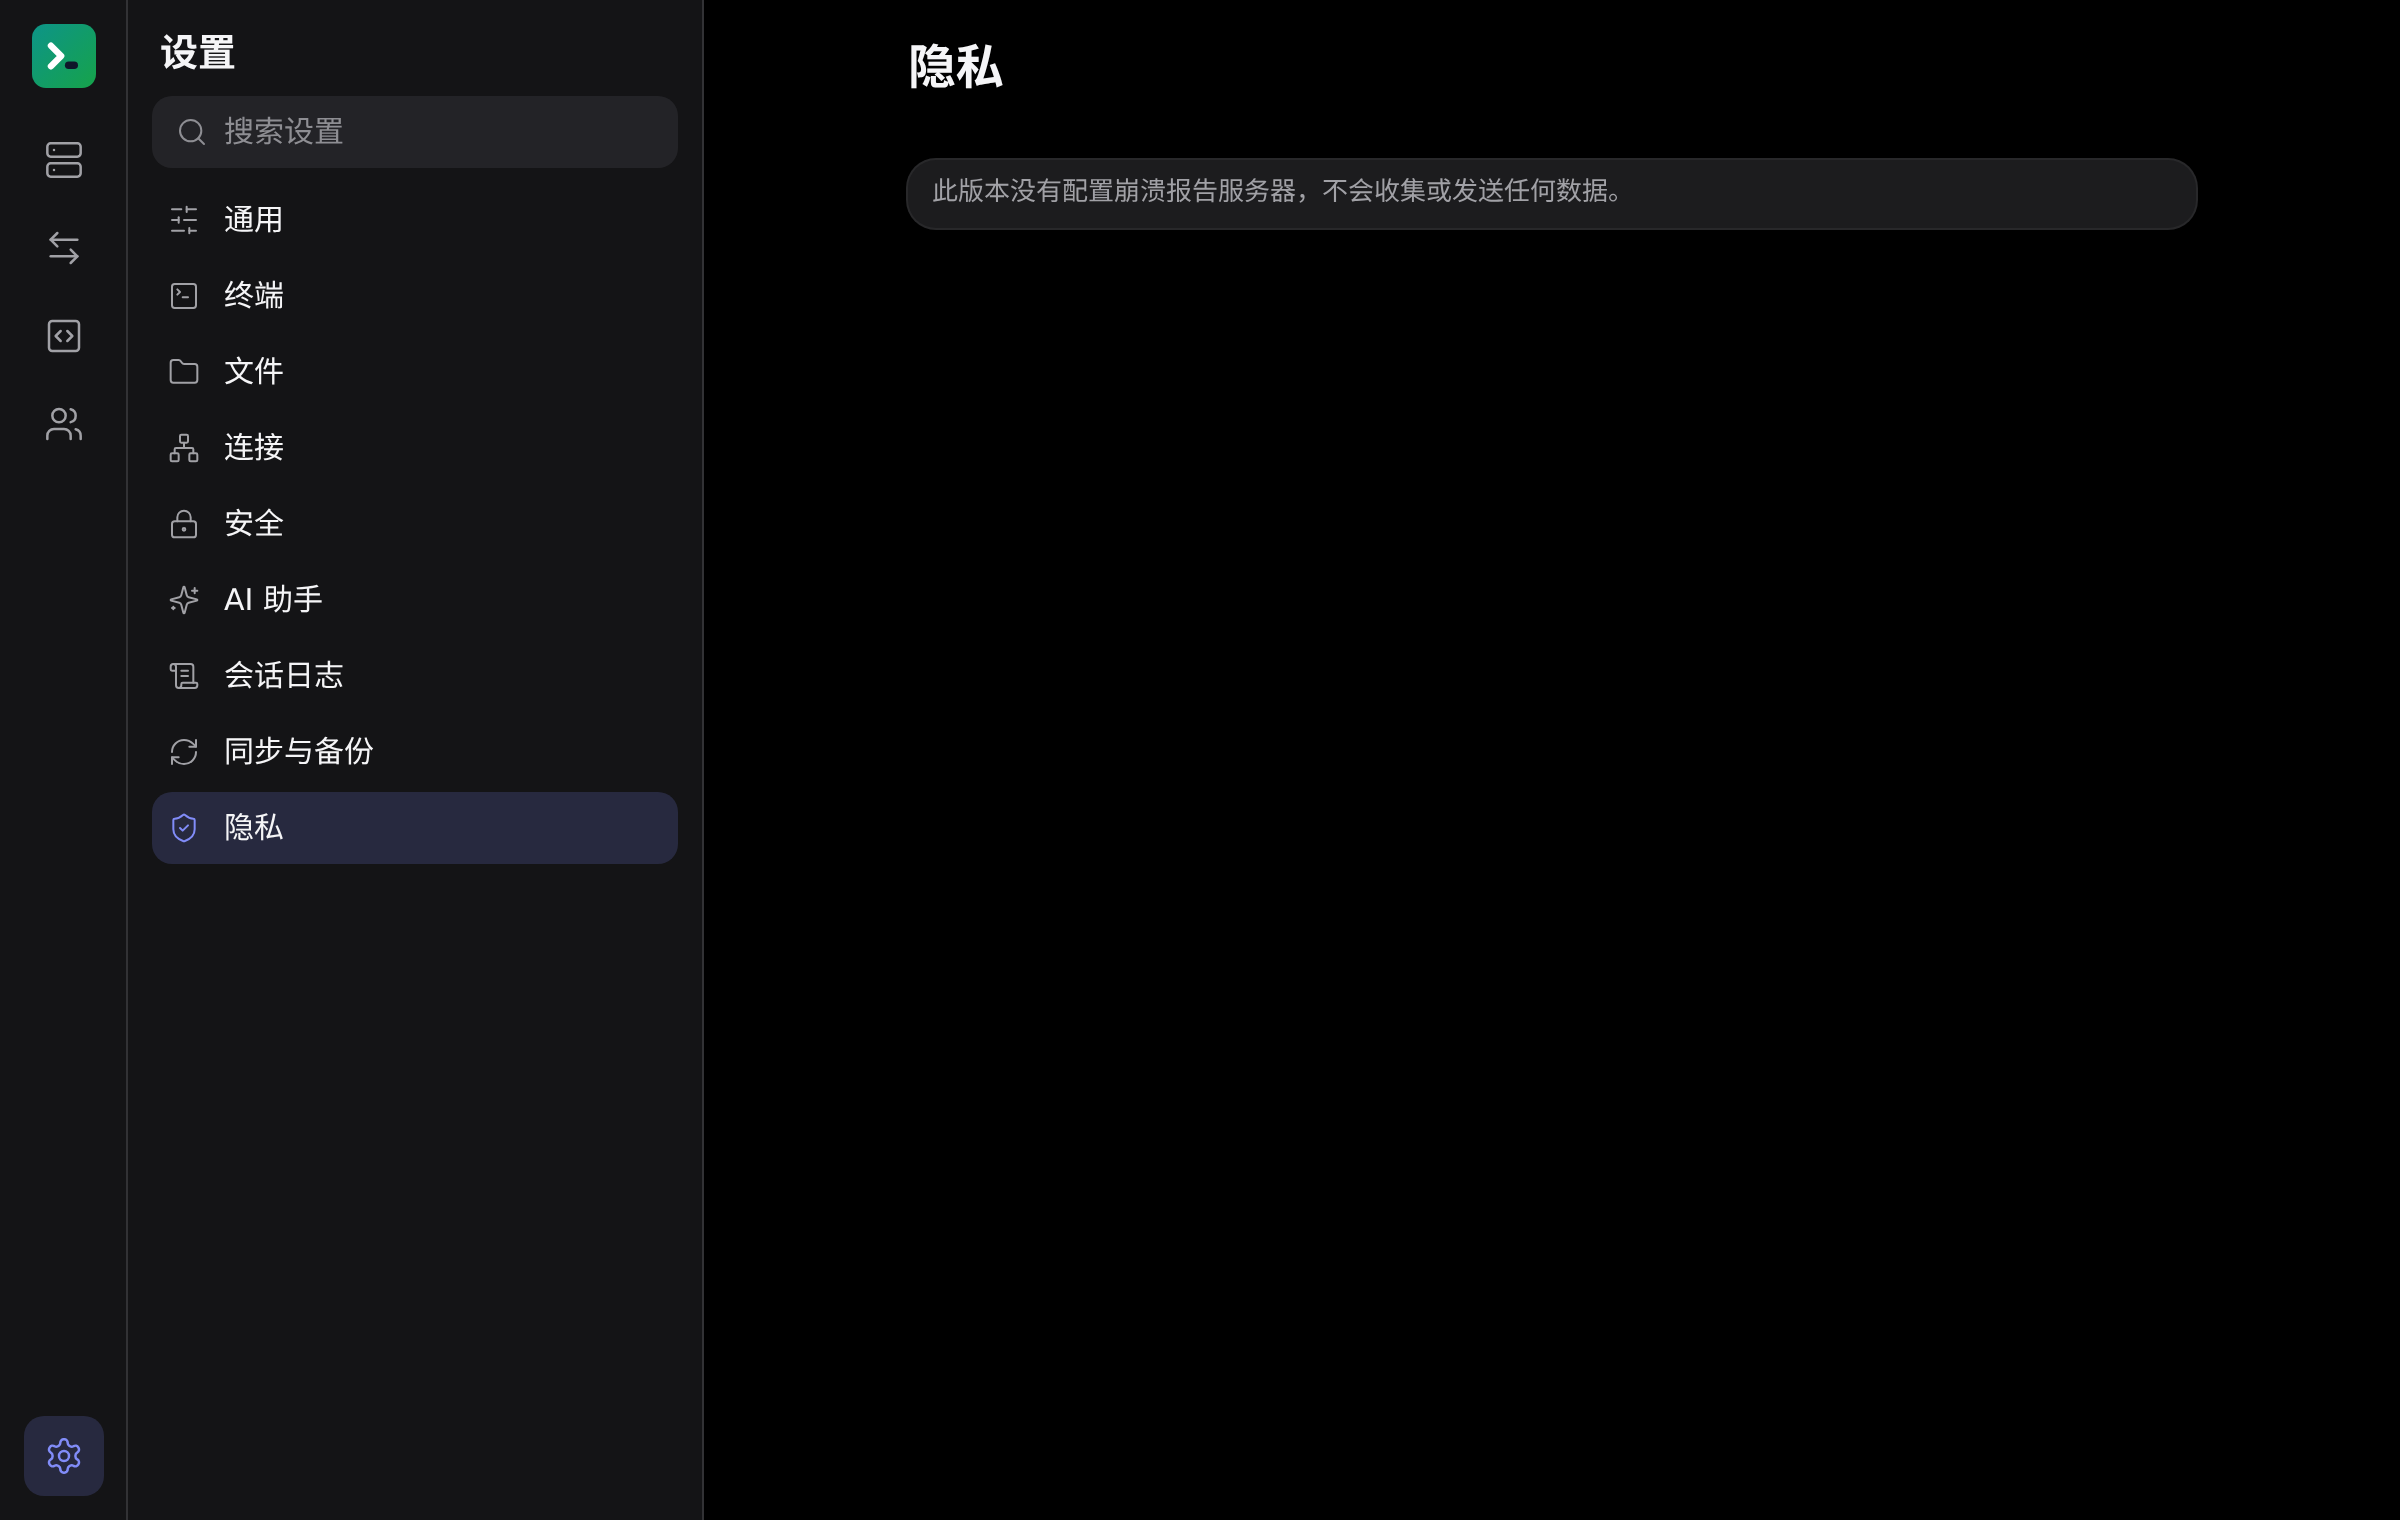 设置
搜索设置
通用
终端
文件
连接
安全
AI 助手
会话日志
同步与备份
隐私
隐私
此版本没有配置崩溃报告服务器，不会收集或发送任何数据。